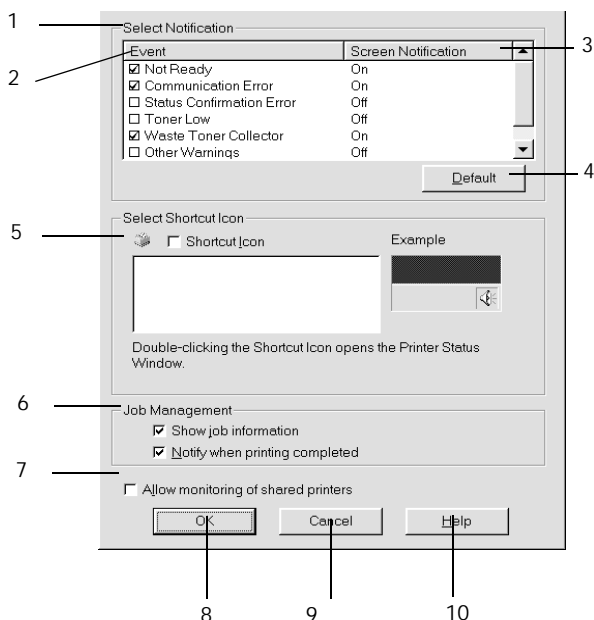 1
Select Notification
2
Event Screen Notification
3
Not Ready On
Communication Error On
Status Confirmation Error Off
Toner Low Off
Waste Toner Collector On
Other Warnings Off
Default
4
Select Shortcut Icon
5
Shortcut Icon
Example
Double-clicking the Shortcut Icon opens the Printer Status
Window.
6
Job Management
Show job information
Notify when printing completed
7
Allow monitoring of shared printers
OK Cancel Help
8 9 10